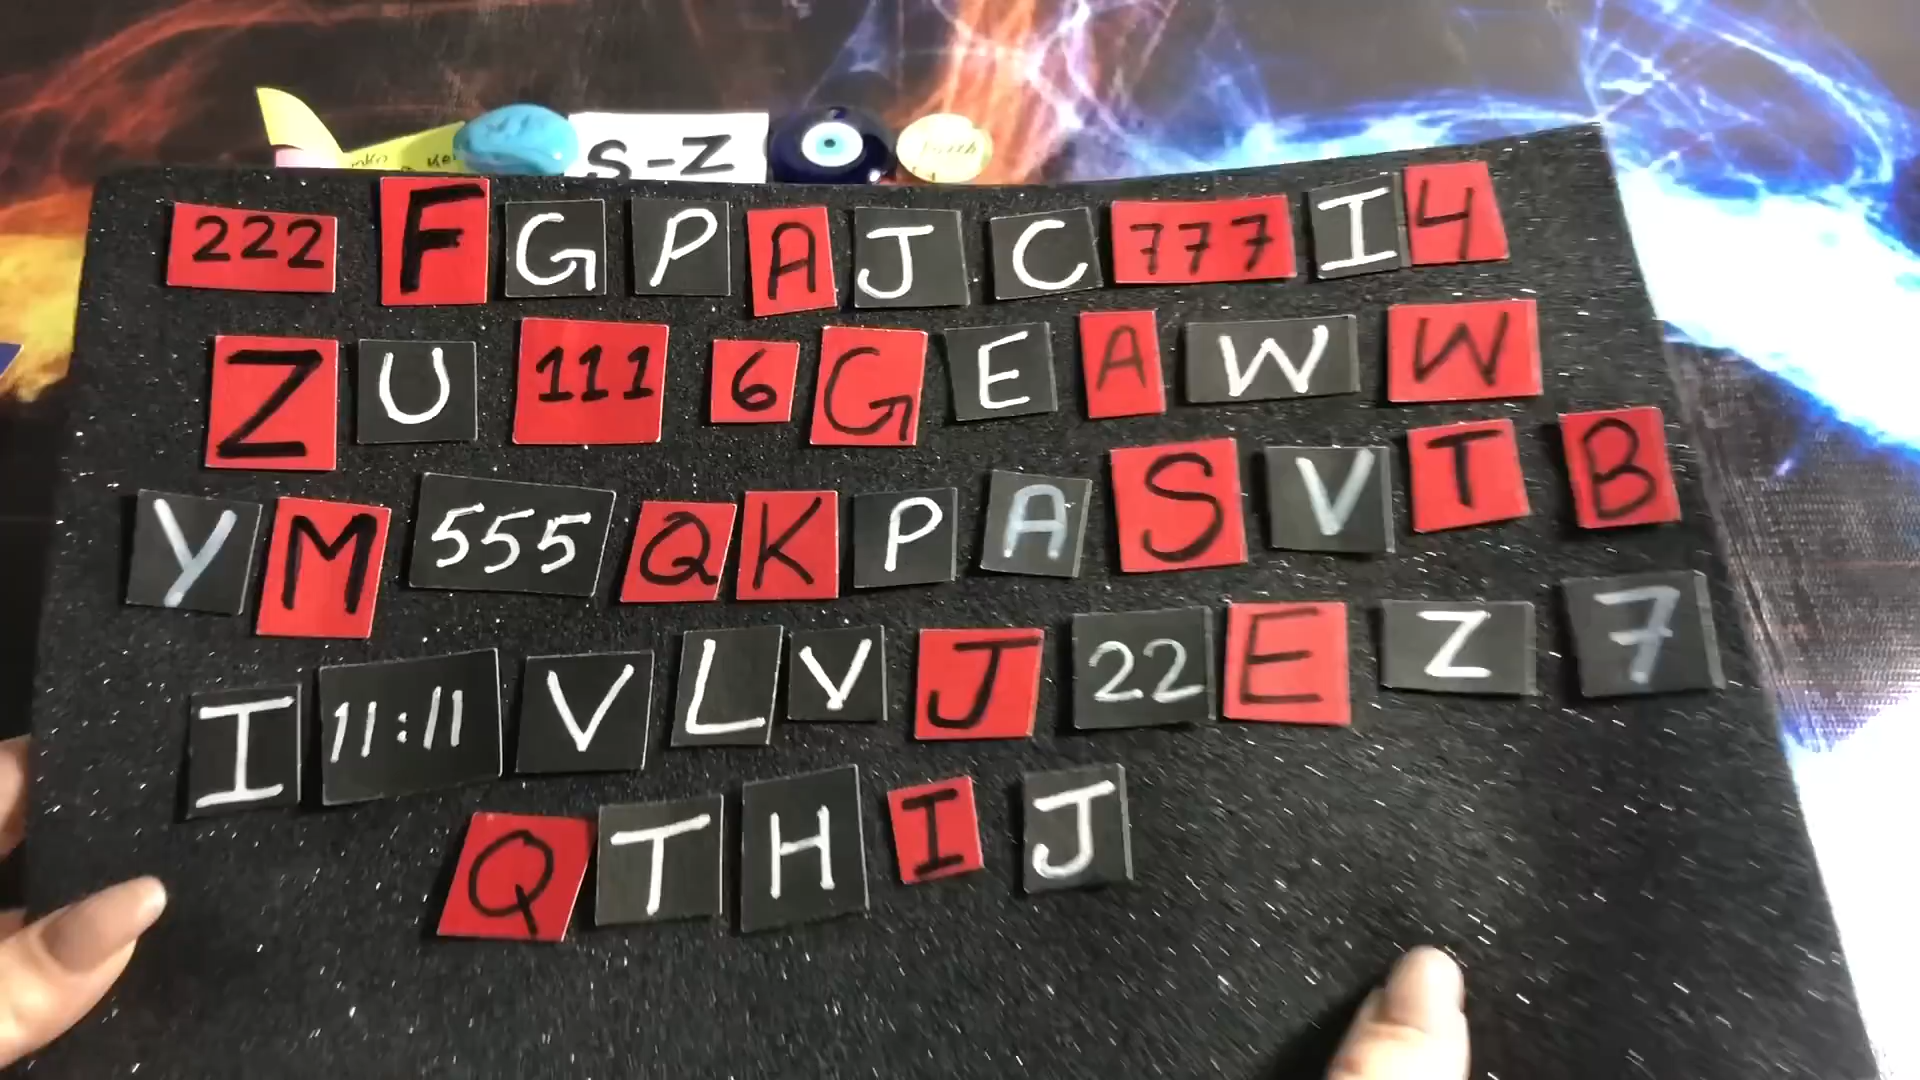 S-Z
222 F G P A J C 777 I 4
Z U 111 6 G E A W W
Y M 555 Q K P A S V T B
I 11:11 V L V J 22 E Z 7
Q T H I J